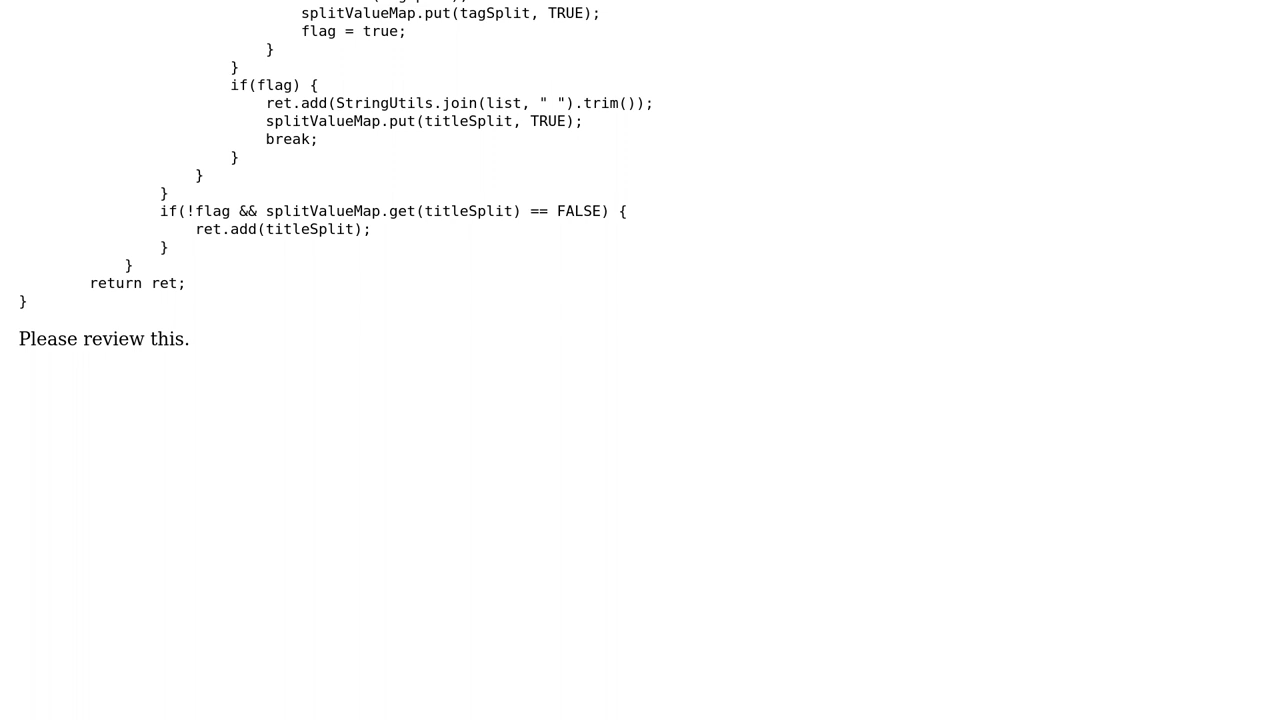 splitValueMap.put(tagSplit, TRUE);
flag = true;
}
}
if(flag) {
ret.add(StringUtils.join(list, " ").trim());
splitValueMap.put(titleSplit, TRUE);
break;
}
}
}
if(!flag && splitValueMap.get(titleSplit) == FALSE) {
ret.add(titleSplit);
}
}
return ret;
}
Please review this.